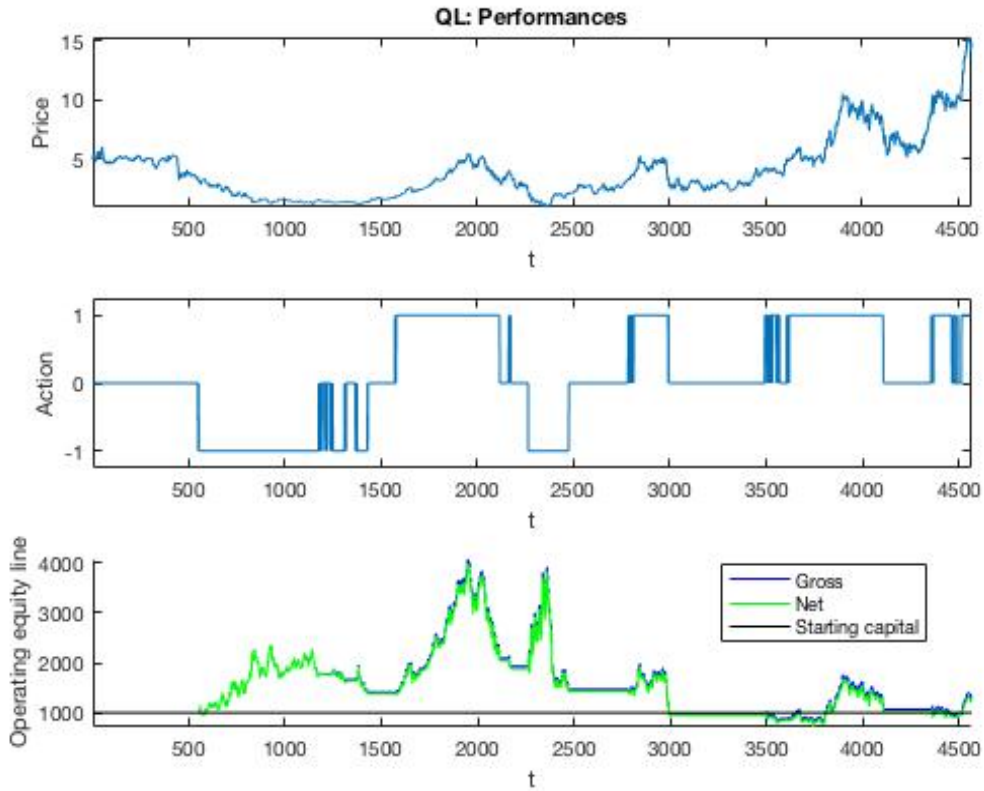 QL: Performances
15
10
5
Price
500 1000 1500 2000 2500 3000 3500 4000 4500
t
1
0
-1
Action
500 1000 1500 2000 2500 3000 3500 4000 4500
t
4000
3000
2000
1000
Operating equity line
Gross
Net
Starting capital
500 1000 1500 2000 2500 3000 3500 4000 4500
t